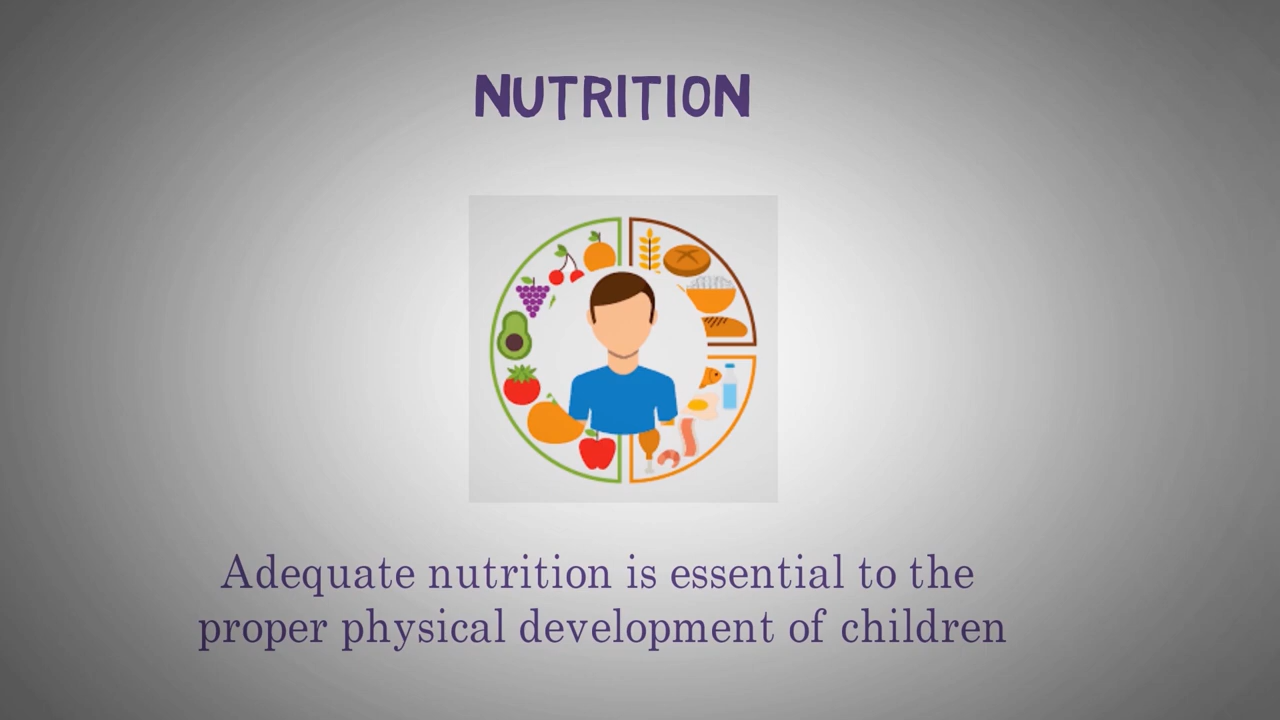 NUTRITION
Adequate nutrition is essential to the
proper physical development of children